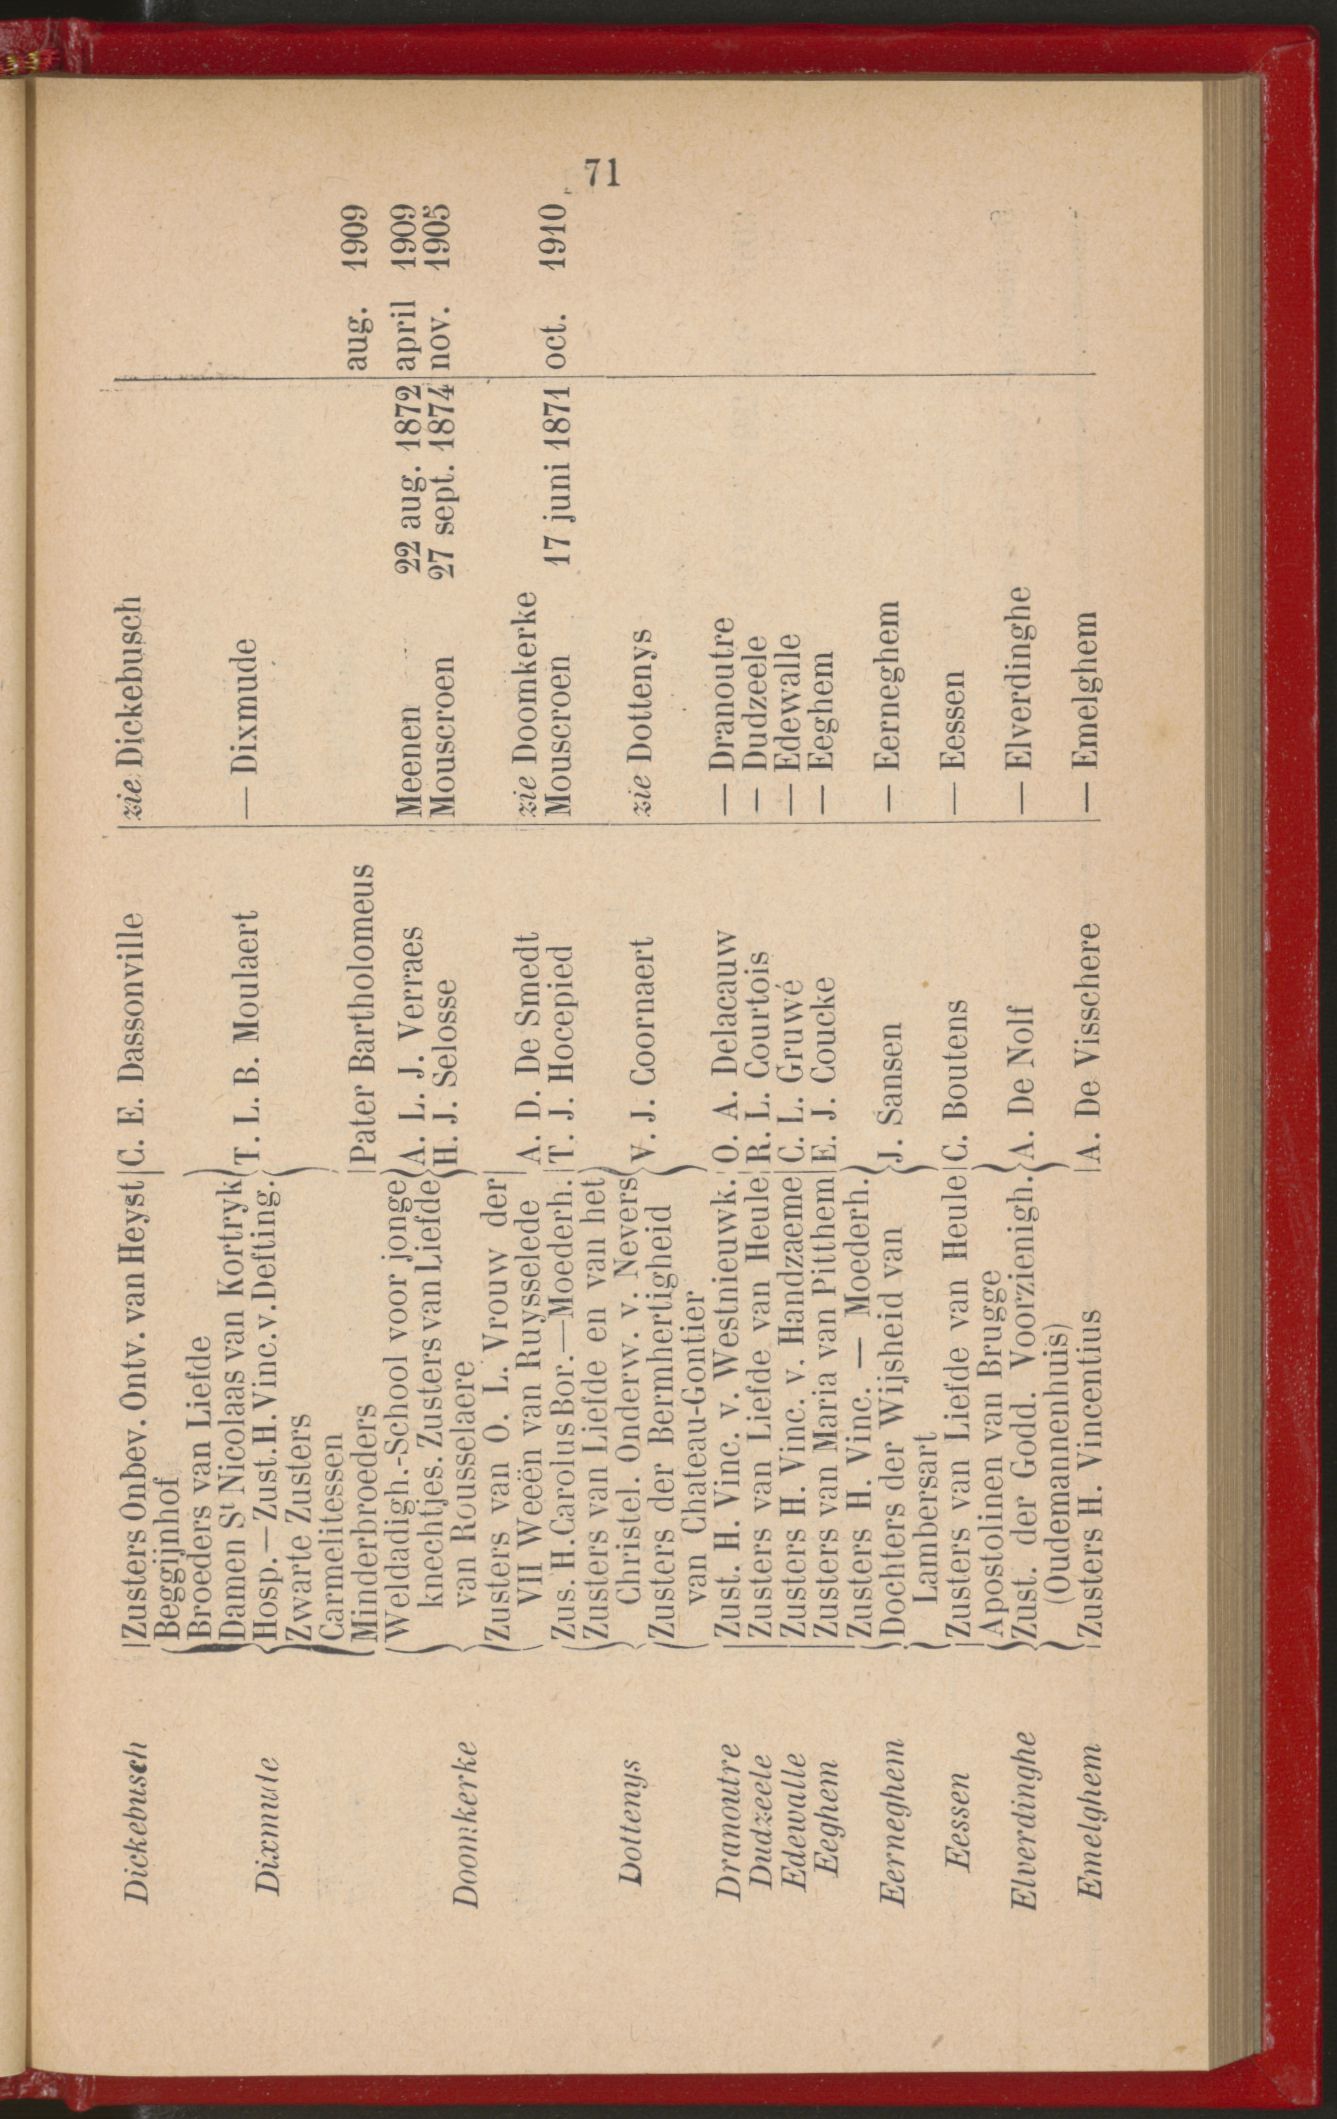 71
Dickebusch Zusters Onbev. Ontv. van Heyst C. E. Dassonville zie Dickebusch
Beggijnhof
Broeders van Liefde
Damen St Nicolaas van Kortryk
Dixmude Hosp.—Zust.H.Vinc.v.Defting. T. L. B. Moulaert — Dixmude
Zwarte Zusters
Carmelitessen
Minderbroeders Pater Bartholomeus aug. 1909
Weldadigh.-School voor jonge A. L. J. Verraes Meenen 22 aug. 1872 april 1909
knechtjes. Zusters van Liefde H. J. Selosse Mouscroen 27 sept. 1874 nov. 1905
Doomkerke van Rousselaere
Zusters van O. L. Vrouw der
VII Weeën van Ruysselede A. D. De Smedt zie Doomkerke
Zus. H.Carolus Bor.—Moederh. T. J. Hocepied Mouscroen 17 juni 1871 oct. 1910
Zusters van Liefde en van het
Dottenys Christel. Onderw. v. Nevers V. J. Coornaert zie Dottenys
Zusters der Bermhertigheid
van Chateau-Gontier
Dranoutre Zust. H. Vinc. v. Westnieuwk. O. A. Delacauw — Dranoutre
Dudzeele Zusters van Liefde van Heule R. L. Courtois — Dudzeele
Edewalle Zusters H. Vinc. v. Handzaeme C. L. Gruwé — Edewalle
Eeghem Zusters van Maria van Pitthem E. J. Coucke — Eeghem
Zusters H. Vinc. — Moederh.
Eerneghem Dochters der Wijsheid van J. Sansen — Eerneghem
Lambersart
Eessen Zusters van Liefde van Heule C. Boutens — Eessen
Apostolinen van Brugge
Elverdinghe Zust. der Godd. Voorzienigh. A. De Nolf — Elverdinghe
(Oudemannenhuis)
Emelghem Zusters H. Vincentius A. De Visschere — Emelghem